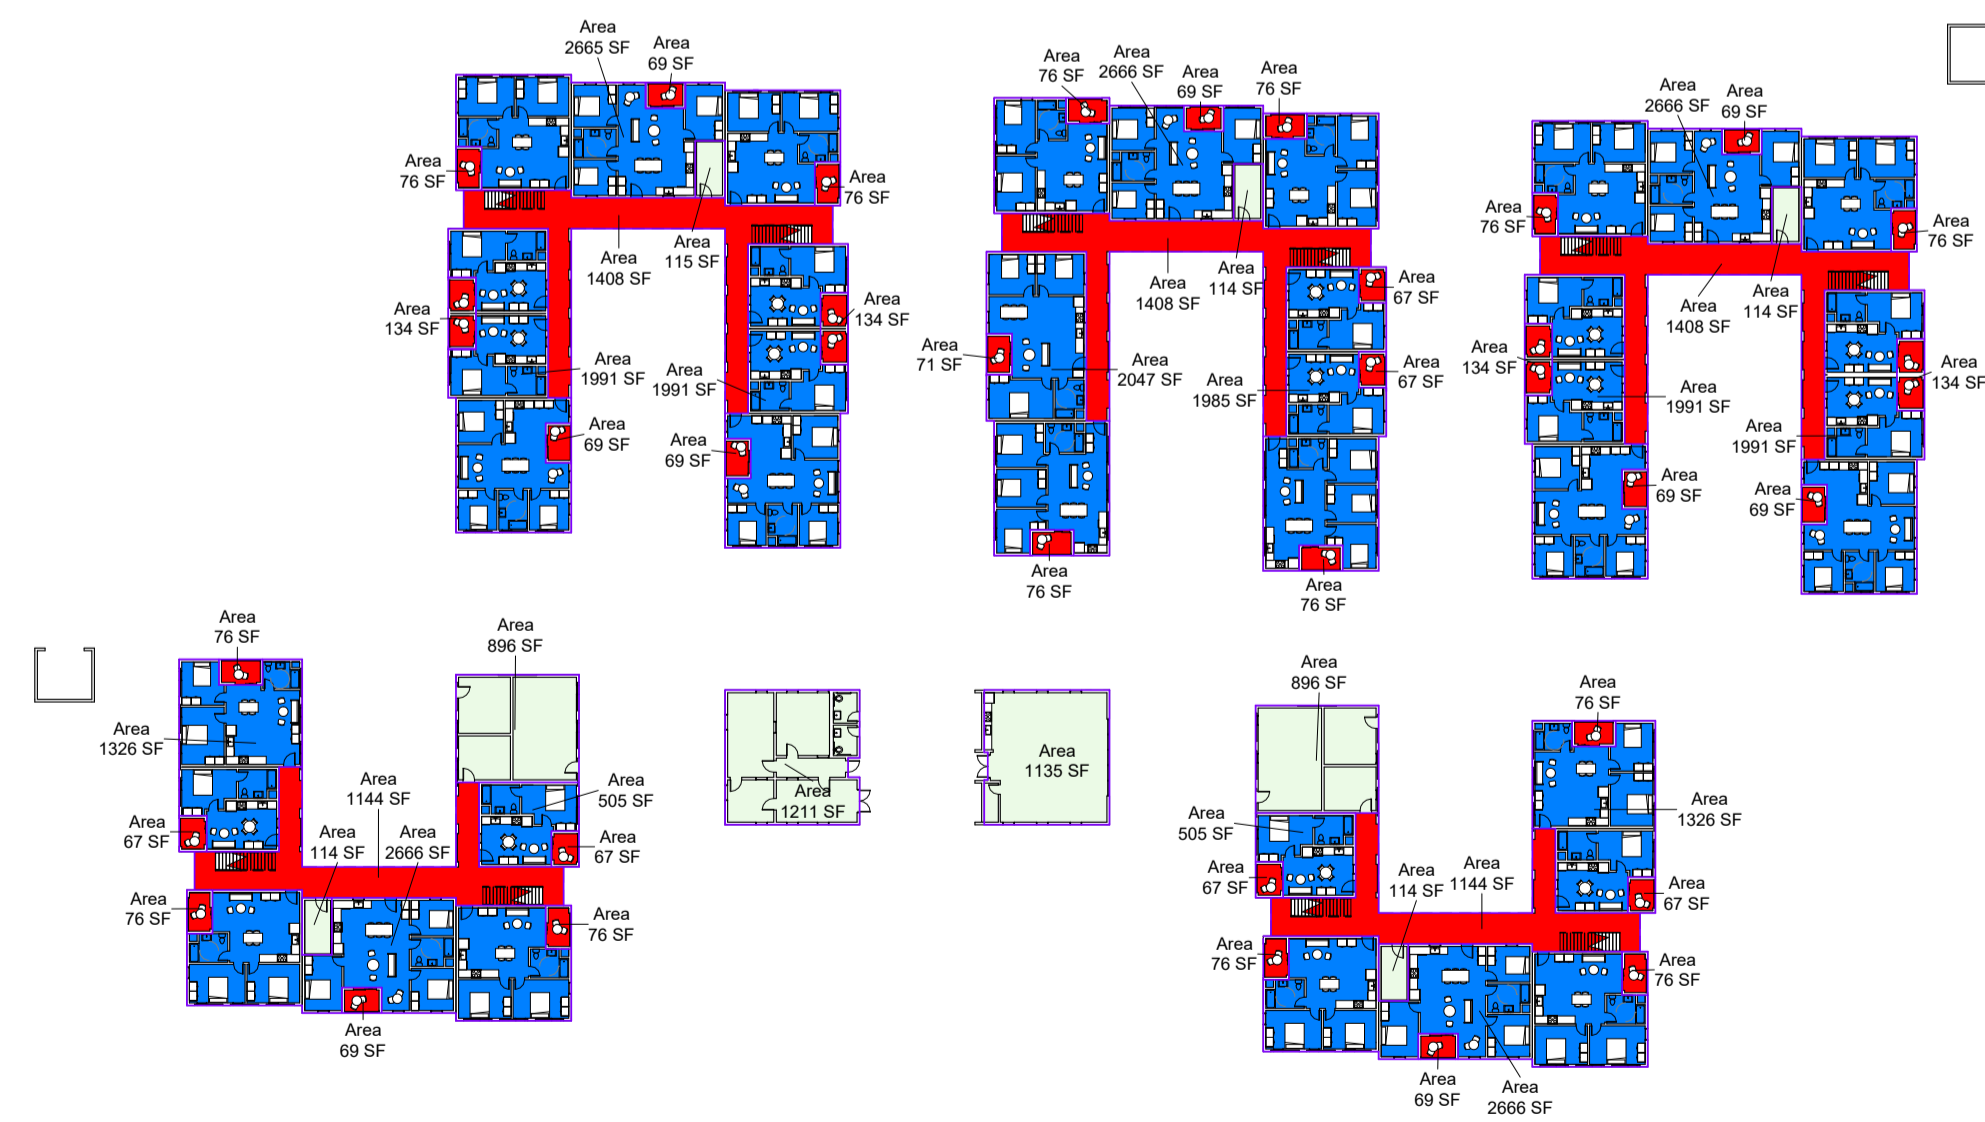 Area
2665 SF
Area
69 SF
Area
76 SF
Area
76 SF
Area
115 SF
Area
1408 SF
Area
134 SF
Area
134 SF
Area
1991 SF
Area
1991 SF
Area
69 SF
Area
69 SF
Area
76 SF
Area
2666 SF
Area
69 SF
Area
76 SF
Area
1408 SF
Area
114 SF
Area
67 SF
Area
71 SF
Area
2047 SF
Area
1985 SF
Area
67 SF
Area
76 SF
Area
76 SF
Area
2666 SF
Area
69 SF
Area
76 SF
Area
76 SF
Area
1408 SF
Area
114 SF
Area
134 SF
Area
134 SF
Area
1991 SF
Area
1991 SF
Area
69 SF
Area
69 SF
Area
76 SF
Area
896 SF
Area
1326 SF
Area
1144 SF
Area
505 SF
Area
67 SF
Area
114 SF
Area
2666 SF
Area
67 SF
Area
76 SF
Area
76 SF
Area
69 SF
Area
1211 SF
Area
1135 SF
Area
896 SF
Area
76 SF
Area
505 SF
Area
1326 SF
Area
67 SF
Area
114 SF
Area
1144 SF
Area
67 SF
Area
76 SF
Area
76 SF
Area
69 SF
Area
2666 SF